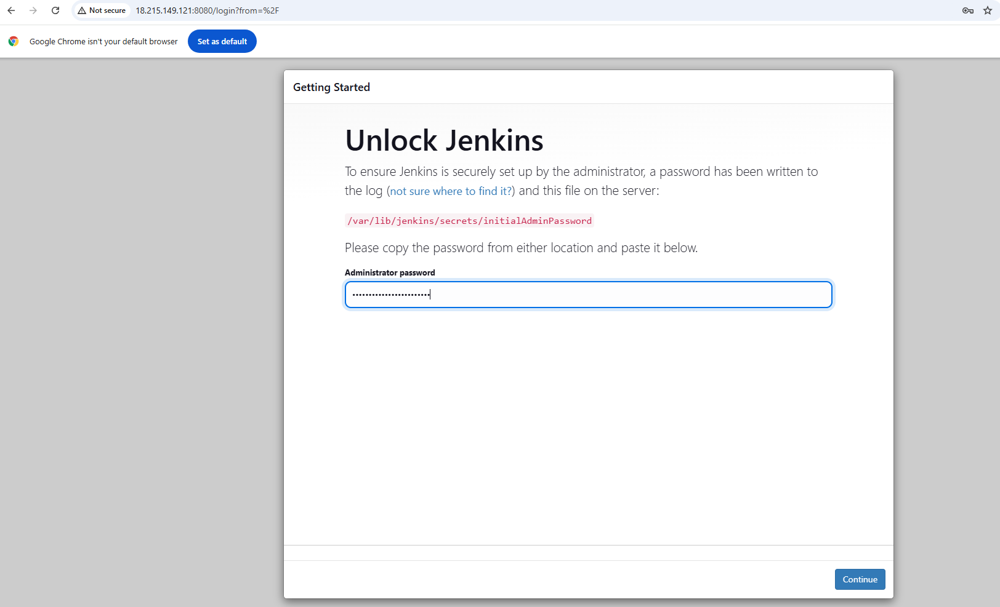 Not secure 18.215.149.121:8080/login?from=%2F
Google Chrome isn't your default browser Set as default
Getting Started
Unlock Jenkins
To ensure Jenkins is securely set up by the administrator, a password has been written to
the log (not sure where to find it?) and this file on the server:
/var/lib/jenkins/secrets/initialAdminPassword
Please copy the password from either location and paste it below.
Administrator password
••••••••••••••••••••••••
Continue